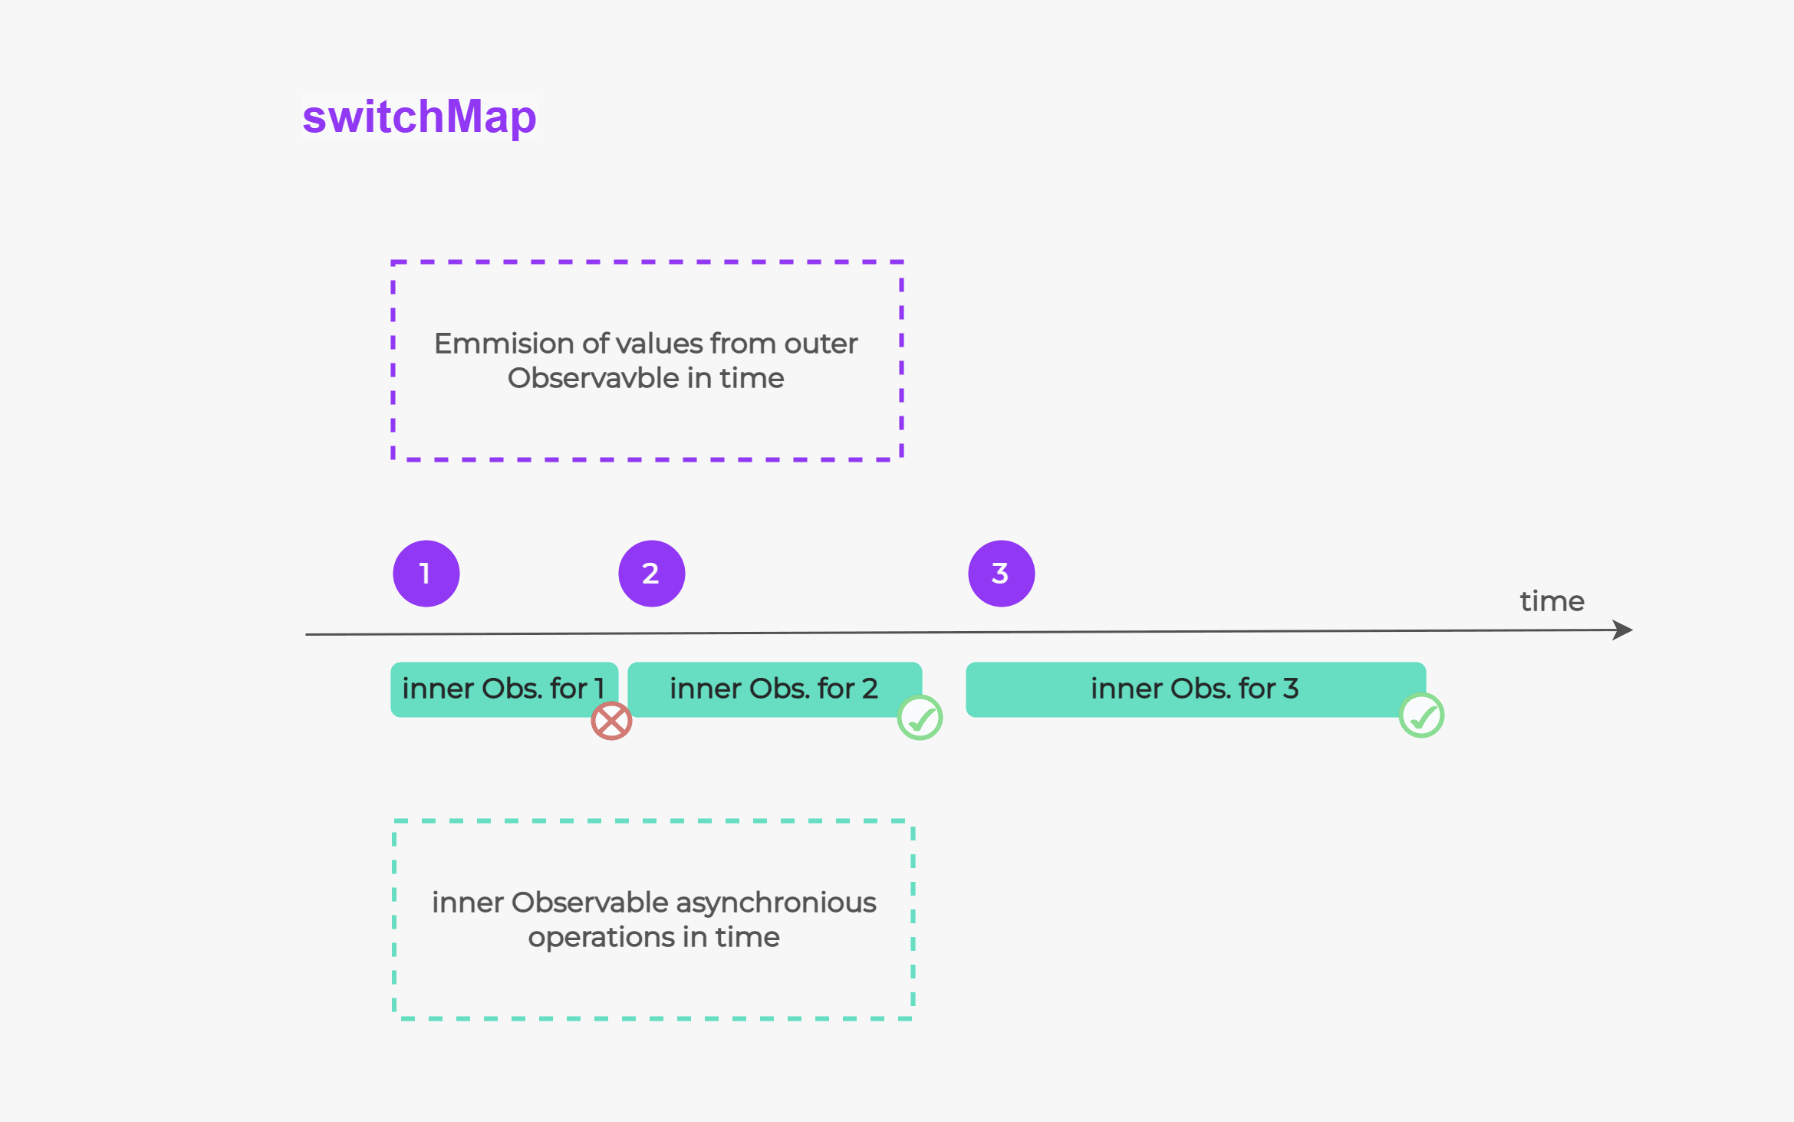 switchMap
Emmision of values from outer
Observavble in time
1
2
3
time
inner Obs. for 1
inner Obs. for 2
inner Obs. for 3
inner Observable asynchronious
operations in time